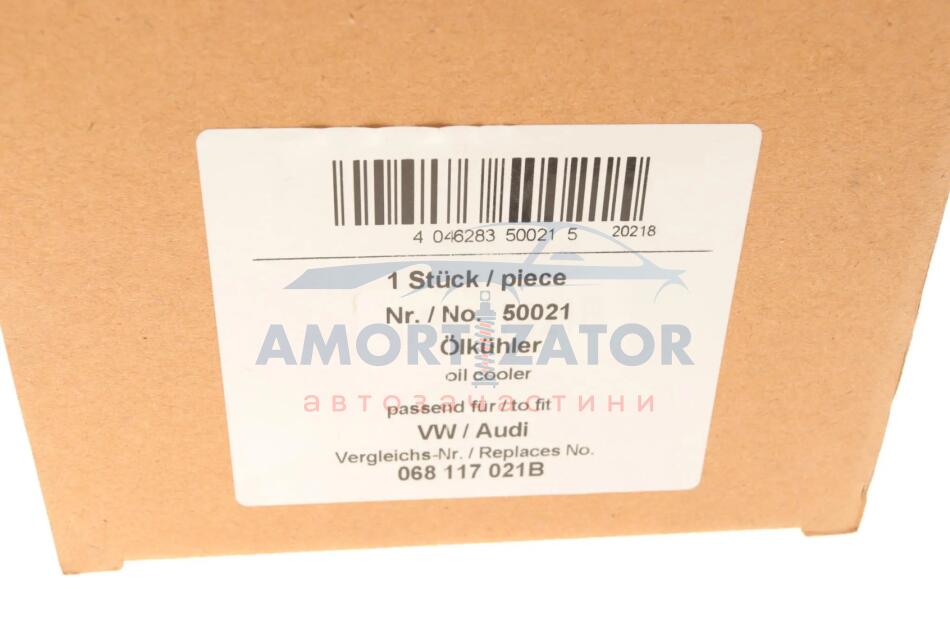 4 046283 50021 5
20218
1 Stück / piece
Nr. / No. 50021
Ölkühler
oil cooler
passend für / to fit
VW / Audi
Vergleichs-Nr. / Replaces No.
068 117 021B
AMORTIZATOR
автозапчастини